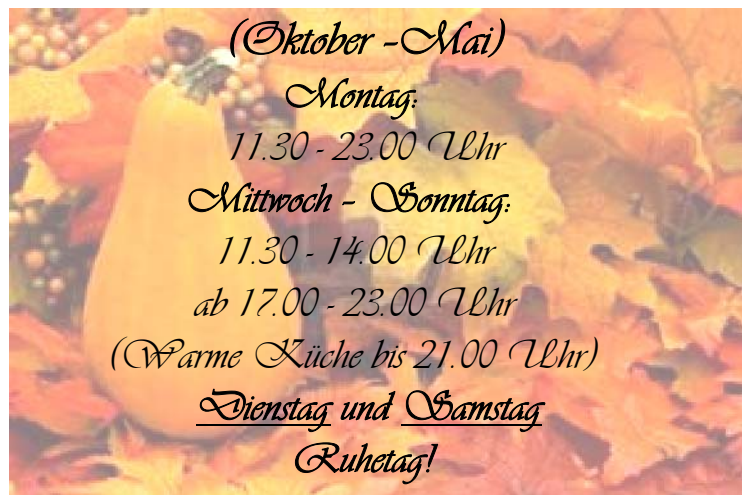 (Oktober -Mai)
Montag:
11.30 - 23.00 Uhr
Mittwoch - Sonntag:
11.30 - 14.00 Uhr
ab 17.00 - 23.00 Uhr
(Warme Küche bis 21.00 Uhr)
Dienstag und Samstag
Ruhetag!